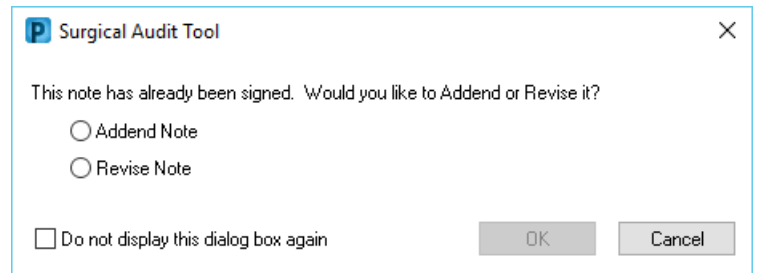 P Surgical Audit Tool
This note has already been signed. Would you like to Addend or Revise it?
Addend Note
Revise Note
Do not display this dialog box again OK Cancel